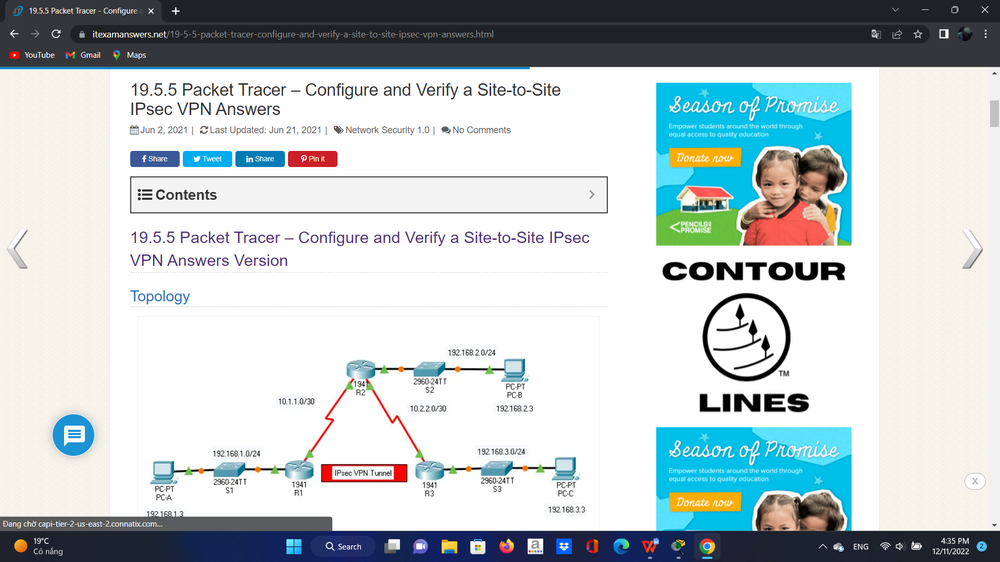 19.5.5 Packet Tracer - Configure a
itexamanswers.net/19-5-5-packet-tracer-configure-and-verify-a-site-to-site-ipsec-vpn-answers.html
YouTube
Gmail
Maps
19.5.5 Packet Tracer – Configure and Verify a Site-to-Site
IPsec VPN Answers
Jun 2, 2021 | Last Updated: Jun 21, 2021 | Network Security 1.0 | No Comments
Share
Tweet
in Share
Pin it
Contents
19.5.5 Packet Tracer – Configure and Verify a Site-to-Site IPsec
VPN Answers Version
Topology
192.168.2.0/24
1941
R2
2960-24TT
S2
PC-PT
PC-B
10.1.1.0/30
10.2.2.0/30
192.168.2.3
192.168.1.0/24
192.168.3.0/24
IPsec VPN Tunnel
PC-PT
PC-A
2960-24TT
S1
1941
R1
1941
R3
2960-24TT
S3
PC-PT
PC-C
192.168.1.3
192.168.3.3
Season of Promise
Empower students around the world through
equal access to quality education
Donate now
PENCILS OF
PROMISE
CONTOUR
TM
LINES
Season of Promise
Empower students around the world through
equal access to quality education
Donate now
X
Đang chờ capi-tier-2-us-east-2.connatix.com...
19°C
Có nắng
Search
a
ENG
4:35 PM
12/11/2022
2